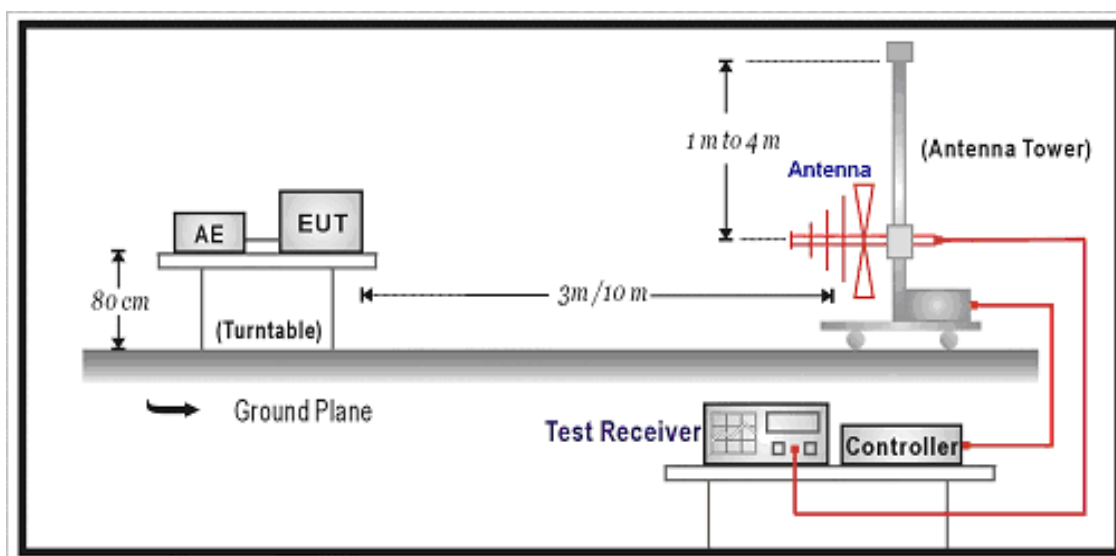 1 m to 4 m
(Antenna Tower)
Antenna
AE
EUT
80 cm
3m /10 m
(Turntable)
Ground Plane
Test Receiver
Controller